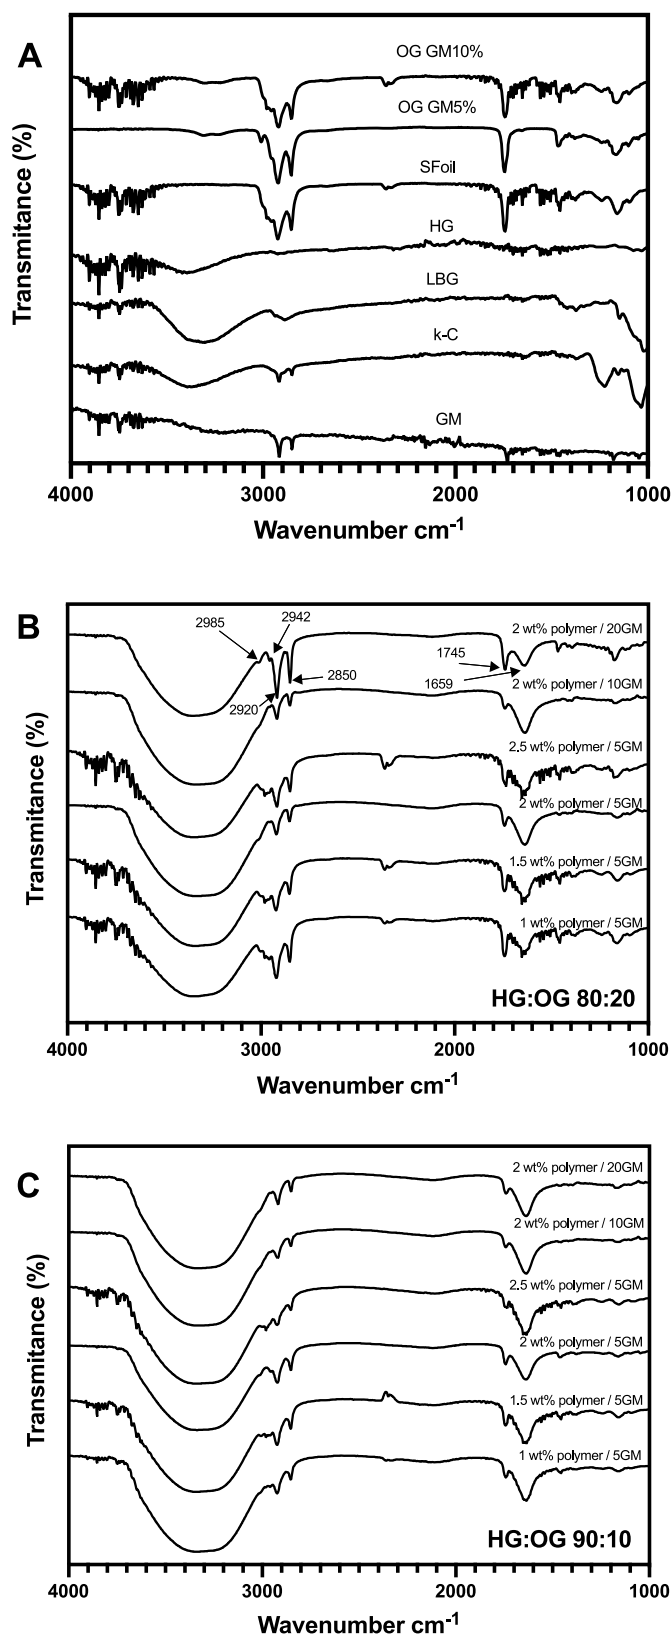 A
OG GM10%
OG GM5%
SFoil
HG
LBG
k-C
GM
Transmitance (%)
4000 3000 2000 1000
Wavenumber cm-1
B
2985
2942
2 wt% polymer / 20GM
1745
2850
1659
2920
2 wt% polymer / 10GM
2.5 wt% polymer / 5GM
2 wt% polymer / 5GM
1.5 wt% polymer / 5GM
1 wt% polymer / 5GM
HG:OG 80:20
Transmitance (%)
4000 3000 2000 1000
Wavenumber cm-1
C
2 wt% polymer / 20GM
2 wt% polymer / 10GM
2.5 wt% polymer / 5GM
2 wt% polymer / 5GM
1.5 wt% polymer / 5GM
1 wt% polymer / 5GM
HG:OG 90:10
Transmitance (%)
4000 3000 2000 1000
Wavenumber cm-1